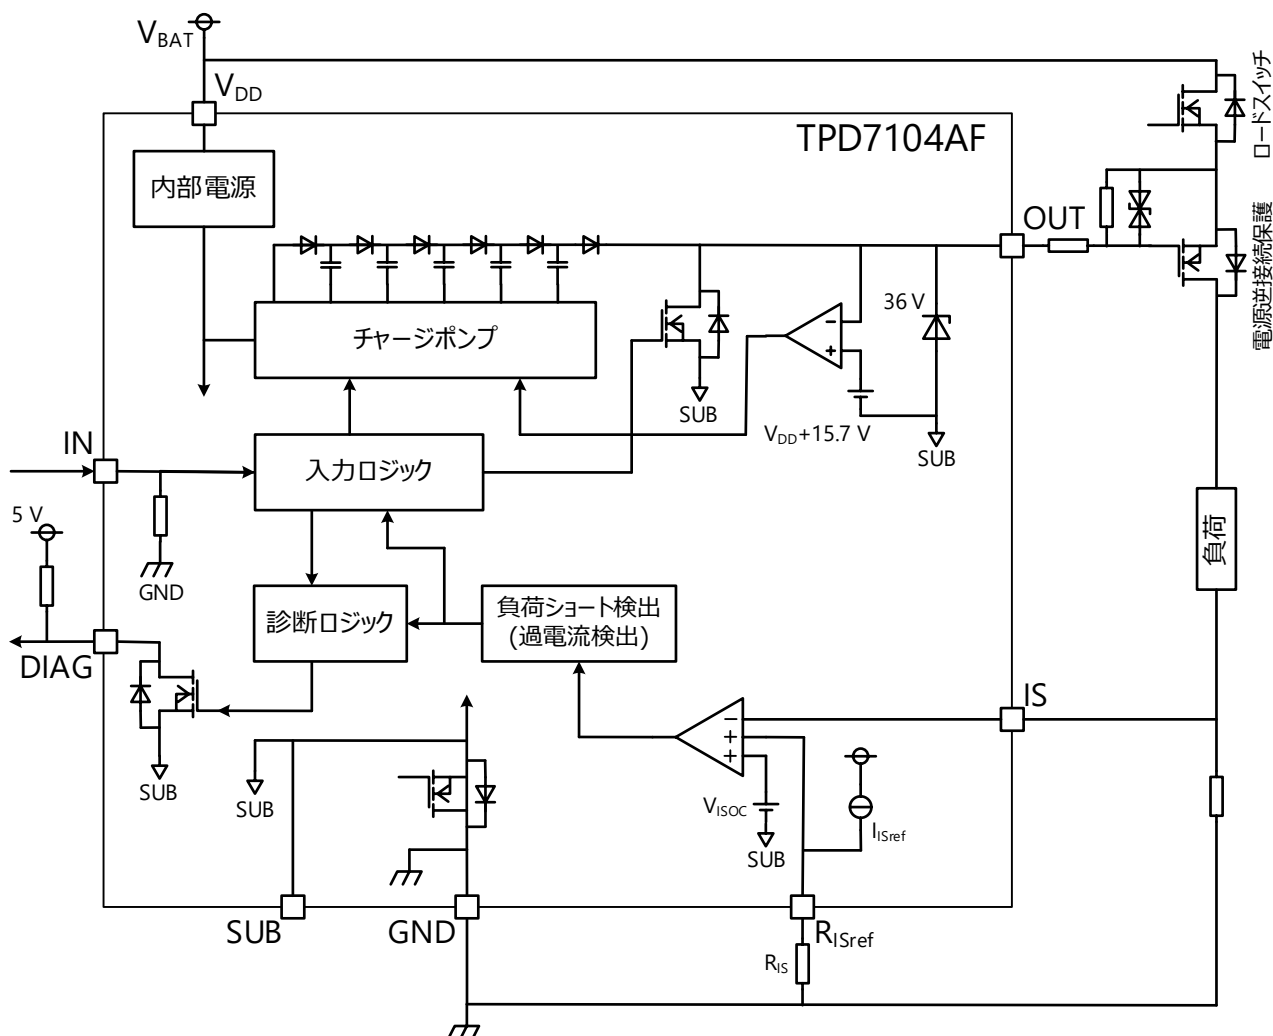 VBAT
VDD
TPD7104AF
ロードスイッチ
内部電源
OUT
電源逆接続保護
36 V
チャージポンプ
SUB
VDD+15.7 V
SUB
IN
入力ロジック
5 V
GND
負荷
診断ロジック
負荷ショート検出
(過電流検出)
DIAG
IS
SUB
SUB
VISOC
SUB
IISref
SUB
GND
RISref
RIS